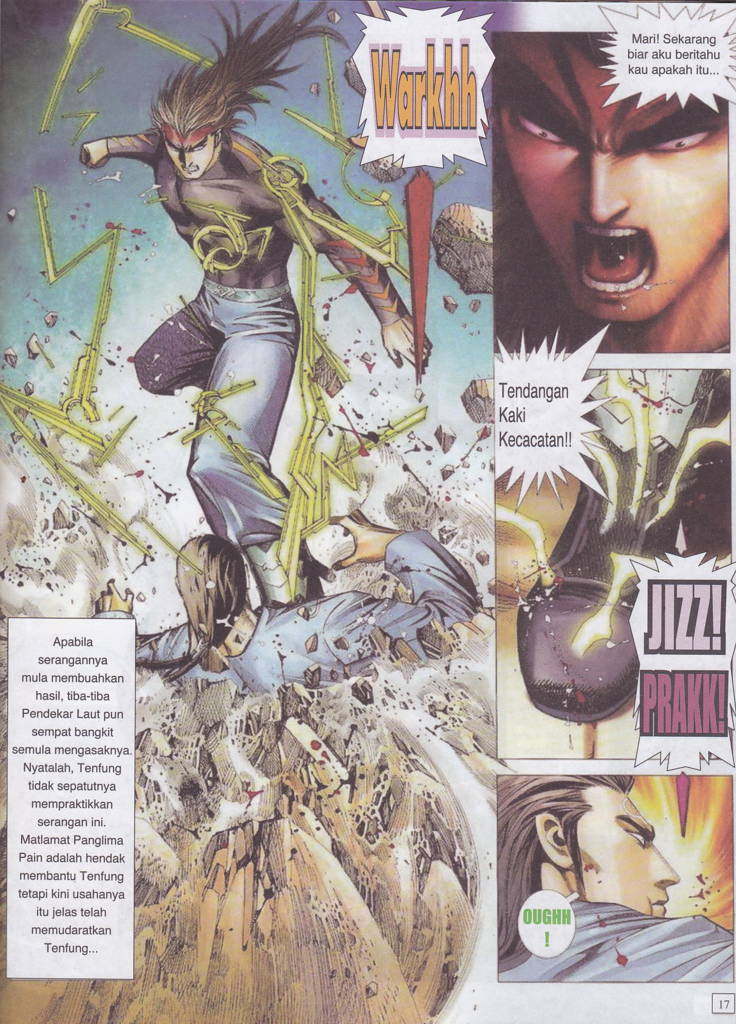 Warkhh
Mari! Sekarang
biar aku beritahu
kau apakah itu...
Tendangan
Kaki
Kecacatan!!
JIZZ!
PRAKK!
Apabila
serangannya
mula membuahkan
hasil, tiba-tiba
Pendekar Laut pun
sempat bangkit
semula mengasaknya.
Nyatalah, Tenfung
tidak sepatutnya
mempraktikkan
serangan ini.
Matlamat Panglima
Pain adalah hendak
membantu Tenfung
tetapi kini usahanya
itu jelas telah
memudaratkan
Tenfung...
OUGHH
!
17